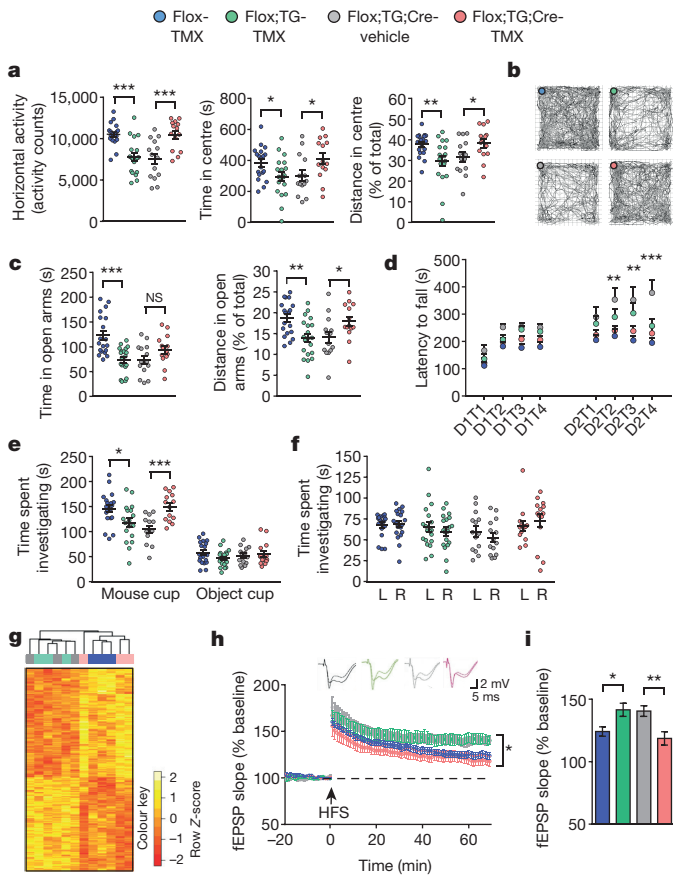 Flox-TMX
Flox;TG-TMX
Flox;TG;Cre-vehicle
Flox;TG;Cre-TMX
a
Horizontal activity (activity counts)
15,000
10,000
5,000
0
***
***
Time in centre (s)
800
600
400
200
0
*
*
Distance in centre (% of total)
60
50
40
30
20
10
0
**
*
b
c
Time in open arms (s)
250
200
150
100
50
0
***
NS
Distance in open arms (% of total)
30
25
20
15
10
5
0
**
*
d
Latency to fall (s)
500
400
300
200
100
0
**
**
***
D1T1
D1T2
D1T3
D1T4
D2T1
D2T2
D2T3
D2T4
e
Time spent investigating (s)
250
200
150
100
50
0
*
***
Mouse cup
Object cup
f
Time spent investigating (s)
150
125
100
75
50
25
0
L R
L R
L R
L R
g
Colour key
2
1
0
-1
-2
Row Z-score
h
fEPSP slope (% baseline)
200
150
100
50
2 mV
5 ms
*
HFS
-20
0
20
40
60
Time (min)
i
fEPSP slope (% baseline)
150
50
*
**